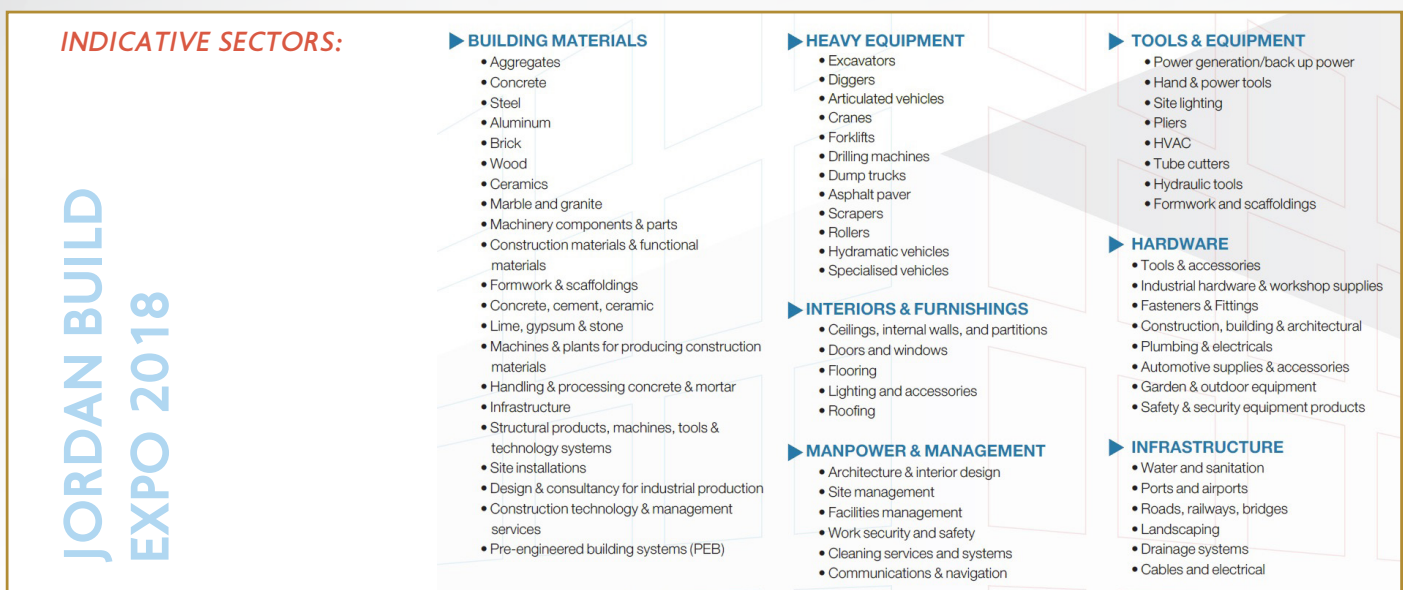 INDICATIVE SECTORS:
JORDAN BUILD
EXPO 2018
BUILDING MATERIALS
• Aggregates
• Concrete
• Steel
• Aluminum
• Brick
• Wood
• Ceramics
• Marble and granite
• Machinery components & parts
• Construction materials & functional
materials
• Formwork & scaffoldings
• Concrete, cement, ceramic
• Lime, gypsum & stone
• Machines & plants for producing construction
materials
• Handling & processing concrete & mortar
• Infrastructure
• Structural products, machines, tools &
technology systems
• Site installations
• Design & consultancy for industrial production
• Construction technology & management
services
• Pre-engineered building systems (PEB)
HEAVY EQUIPMENT
• Excavators
• Diggers
• Articulated vehicles
• Cranes
• Forklifts
• Drilling machines
• Dump trucks
• Asphalt paver
• Scrapers
• Rollers
• Hydramatic vehicles
• Specialised vehicles
INTERIORS & FURNISHINGS
• Ceilings, internal walls, and partitions
• Doors and windows
• Flooring
• Lighting and accessories
• Roofing
MANPOWER & MANAGEMENT
• Architecture & interior design
• Site management
• Facilities management
• Work security and safety
• Cleaning services and systems
• Communications & navigation
TOOLS & EQUIPMENT
• Power generation/back up power
• Hand & power tools
• Site lighting
• Pliers
• HVAC
• Tube cutters
• Hydraulic tools
• Formwork and scaffoldings
HARDWARE
• Tools & accessories
• Industrial hardware & workshop supplies
• Fasteners & Fittings
• Construction, building & architectural
• Plumbing & electricals
• Automotive supplies & accessories
• Garden & outdoor equipment
• Safety & security equipment products
INFRASTRUCTURE
• Water and sanitation
• Ports and airports
• Roads, railways, bridges
• Landscaping
• Drainage systems
• Cables and electrical